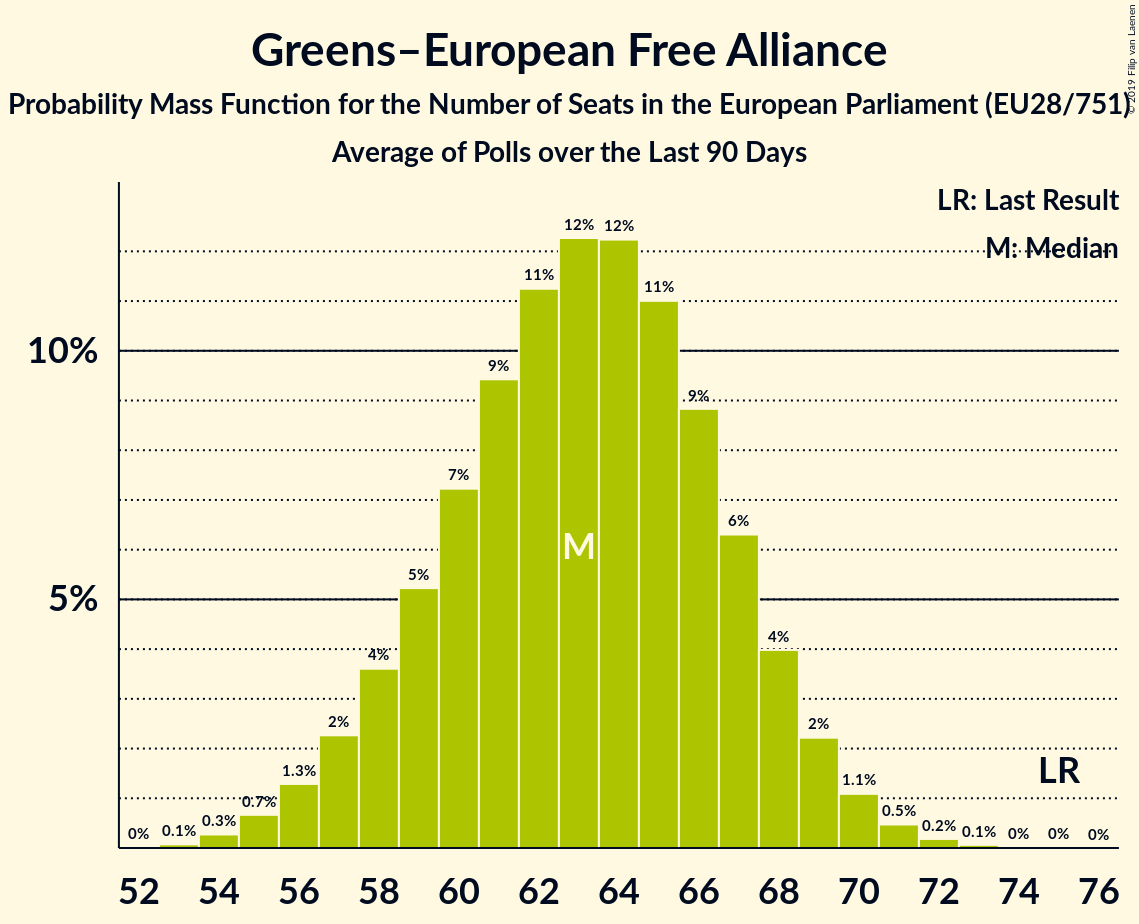 Greens–European Free Alliance
Probability Mass Function for the Number of Seats in the European Parliament (EU28/751)
Average of Polls over the Last 90 Days
© 2019 Filip van Laenen
LR: Last Result
M: Median
12% 12%
11% 11%
10%
9% 9%
7%
6%
M
5%
5%
4% 4%
2% 2%
LR
1.3% 1.1%
0% 0.1% 0.3% 0.7% 0.5% 0.2% 0.1% 0% 0% 0%
52 54 56 58 60 62 64 66 68 70 72 74 76